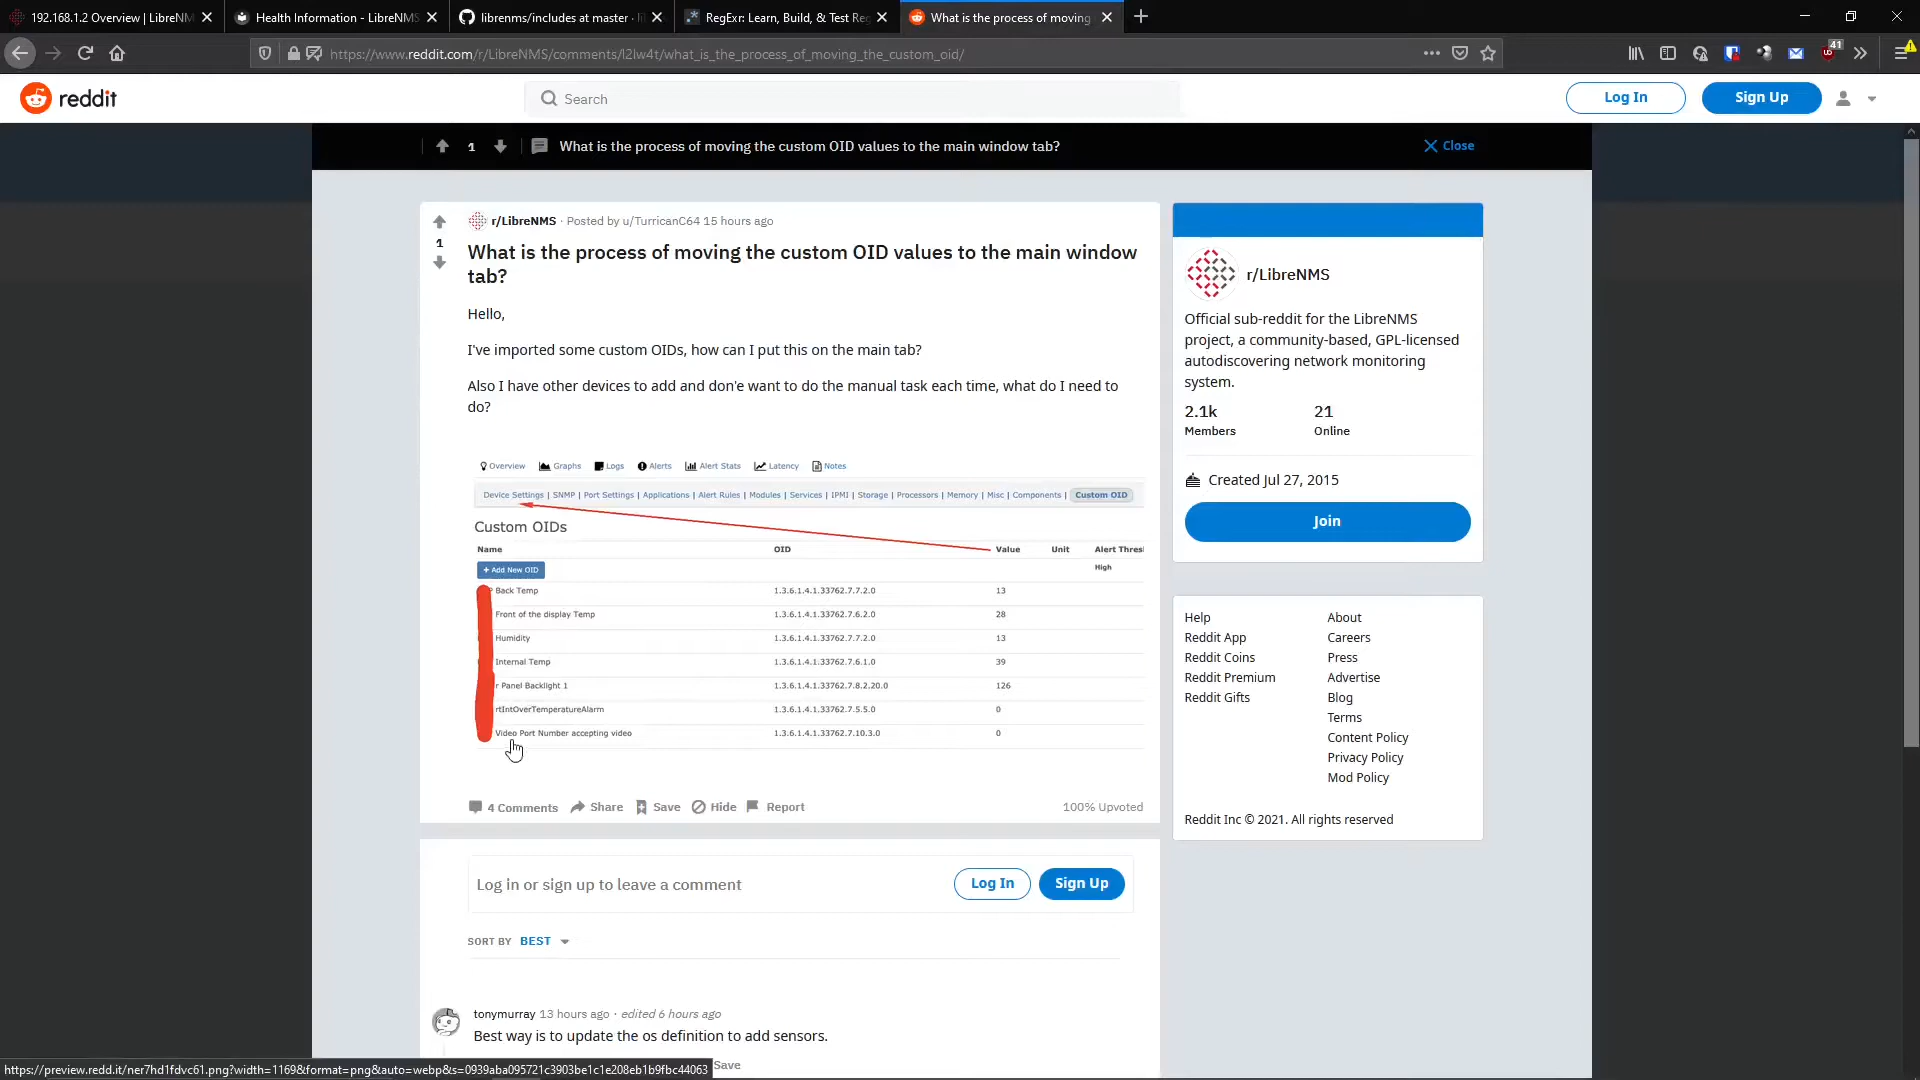 192.168.1.2 Overview | LibreNM
Health Information - LibreNMS
librenms/includes at master · li
RegExr: Learn, Build, & Test Reg
What is the process of moving
https://www.reddit.com/r/LibreNMS/comments/l2lw4t/what_is_the_process_of_moving_the_custom_oid/
41
reddit
Search
Log In
Sign Up
1
What is the process of moving the custom OID values to the main window tab?
Close
r/LibreNMS · Posted by u/TurricanC64 15 hours ago
1
What is the process of moving the custom OID values to the main window
tab?
Hello,
I've imported some custom OIDs, how can I put this on the main tab?
Also I have other devices to add and don'e want to do the manual task each time, what do I need to
do?
Overview Graphs Logs Alerts Alert Stats Latency Notes
Device Settings | SNMP | Port Settings | Applications | Alert Rules | Modules | Services | IPMI | Storage | Processors | Memory | Misc | Components | Custom OID
Custom OIDs
Name OID Value Unit Alert Thres
+ Add New OID High
Back Temp 1.3.6.1.4.1.33762.7.7.2.0 13
Front of the display Temp 1.3.6.1.4.1.33762.7.6.2.0 28
Humidity 1.3.6.1.4.1.33762.7.7.2.0 13
Internal Temp 1.3.6.1.4.1.33762.7.6.1.0 39
r Panel Backlight 1 1.3.6.1.4.1.33762.7.8.2.20.0 126
rtIntOverTemperatureAlarm 1.3.6.1.4.1.33762.7.5.5.0 0
Video Port Number accepting video 1.3.6.1.4.1.33762.7.10.3.0 0
4 Comments Share Save Hide Report 100% Upvoted
Log in or sign up to leave a comment
Log In
Sign Up
SORT BY BEST
tonymurray 13 hours ago · edited 6 hours ago
Best way is to update the os definition to add sensors.
Save
r/LibreNMS
Official sub-reddit for the LibreNMS
project, a community-based, GPL-licensed
autodiscovering network monitoring
system.
2.1k 21
Members Online
Created Jul 27, 2015
Join
Help About
Reddit App Careers
Reddit Coins Press
Reddit Premium Advertise
Reddit Gifts Blog
Terms
Content Policy
Privacy Policy
Mod Policy
Reddit Inc © 2021. All rights reserved
https://preview.redd.it/ner7hd1fdvc61.png?width=1169&format=png&auto=webp&s=0939aba095721c3903be1c1e208eb1b9fbc44063